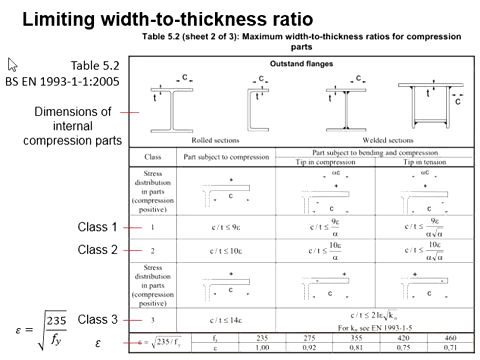 Limiting width-to-thickness ratio
Table 5.2 (sheet 2 of 3): Maximum width-to-thickness ratios for compression
parts
Table 5.2
BS EN 1993-1-1:2005
Dimensions of
internal
compression parts
Outstand flanges
c c
t t t t
c c
Rolled sections Welded sections
Class Part subject to compression Part subject to bending and compression
Tip in compression Tip in tension
Stress
distribution
in parts
(compression
positive)
+ αc αc
+ +
c c c
Class 1 1 c / t ≤ 9ε c / t ≤ 9ε/α c / t ≤ 9ε/(α√α)
Class 2 2 c / t ≤ 10ε c / t ≤ 10ε/α c / t ≤ 10ε/(α√α)
Stress
distribution
in parts
(compression
positive)
+ + +
c c c
Class 3 3 c / t ≤ 14ε c / t ≤ 21ε√kσ
For kσ see EN 1993-1-5
ε = √(235/fy)
ε ε = √235/fy fy 235 275 355 420 460
ε 1,00 0,92 0,81 0,75 0,71